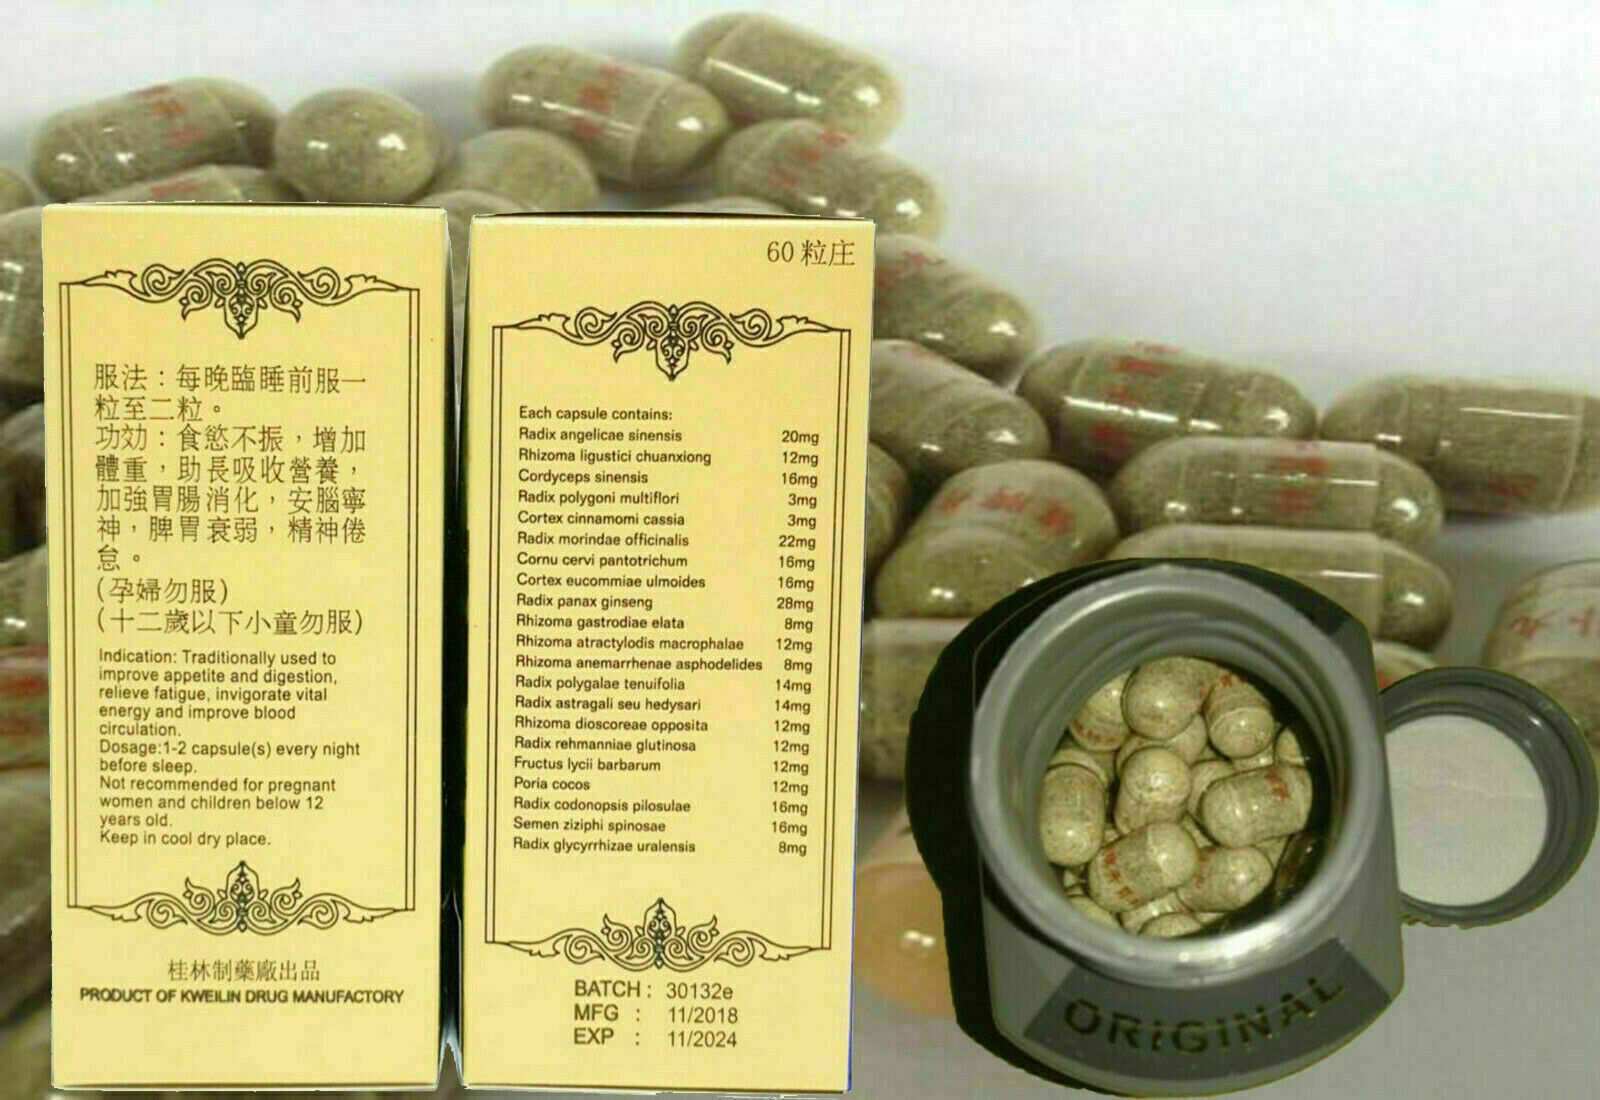 服法：每晚臨睡前服一
粒至二粒。
功効：食慾不振，增加
體重，助長吸收營養，
加強胃腸消化，安腦寧
神，脾胃衰弱，精神倦
怠。
(孕婦勿服)
(十二歲以下小童勿服)
Indication: Traditionally used to
improve appetite and digestion,
relieve fatigue, invigorate vital
energy and improve blood
circulation.
Dosage:1-2 capsule(s) every night
before sleep.
Not recommended for pregnant
women and children below 12
years old.
Keep in cool dry place.
桂林制藥廠出品
PRODUCT OF KWEILIN DRUG MANUFACTORY
60粒庄
Each capsule contains:
Radix angelicae sinensis 20mg
Rhizoma ligustici chuanxiong 12mg
Cordyceps sinensis 16mg
Radix polygoni multiflori 3mg
Cortex cinnamomi cassia 3mg
Radix morindae officinalis 22mg
Cornu cervi pantotrichum 16mg
Cortex eucommiae ulmoides 16mg
Radix panax ginseng 28mg
Rhizoma gastrodiae elata 8mg
Rhizoma atractylodis macrophalae 12mg
Rhizoma anemarrhenae asphodelides 8mg
Radix polygalae tenuifolia 14mg
Radix astragali seu hedysari 14mg
Rhizoma dioscoreae opposita 12mg
Radix rehmanniae glutinosa 12mg
Fructus lycii barbarum 12mg
Poria cocos 12mg
Radix codonopsis pilosulae 16mg
Semen ziziphi spinosae 16mg
Radix glycyrrhizae uralensis 8mg
BATCH : 30132e
MFG : 11/2018
EXP : 11/2024
ORIGINAL